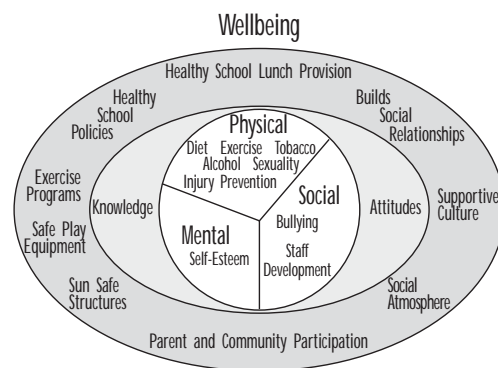 Wellbeing
Healthy School Lunch Provision
Healthy
School
Policies
Builds
Social
Relationships
Physical
Diet Exercise Tobacco
Alcohol Sexuality
Injury Prevention
Exercise
Programs
Knowledge
Social
Bullying
Staff
Development
Attitudes
Supportive
Culture
Safe Play
Equipment
Mental
Self-Esteem
Sun Safe
Structures
Social
Atmosphere
Parent and Community Participation